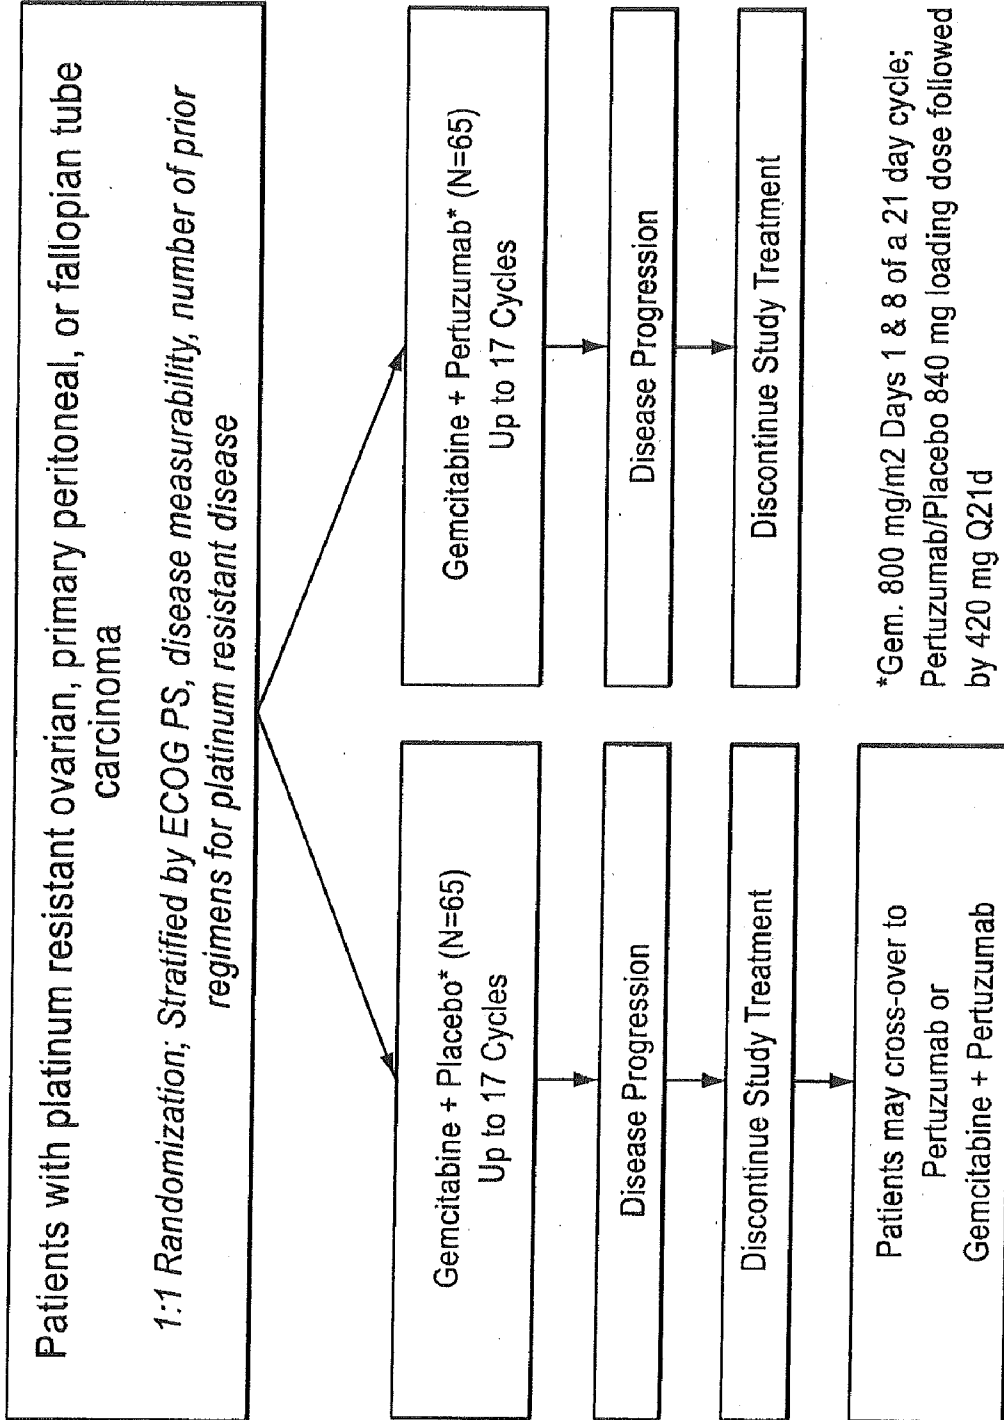 Patients with platinum resistant ovarian, primary peritoneal, or fallopian tube
carcinoma
1:1 Randomization; Stratified by ECOG PS, disease measurability, number of prior
regimens for platinum resistant disease
Gemcitabine + Placebo* (N=65)
Up to 17 Cycles
Disease Progression
Discontinue Study Treatment
Patients may cross-over to
Pertuzumab or
Gemcitabine + Pertuzumab
Gemcitabine + Pertuzumab* (N=65)
Up to 17 Cycles
Disease Progression
Discontinue Study Treatment
*Gem. 800 mg/m2 Days 1 & 8 of a 21 day cycle;
Pertuzumab/Placebo 840 mg loading dose followed
by 420 mg Q21d